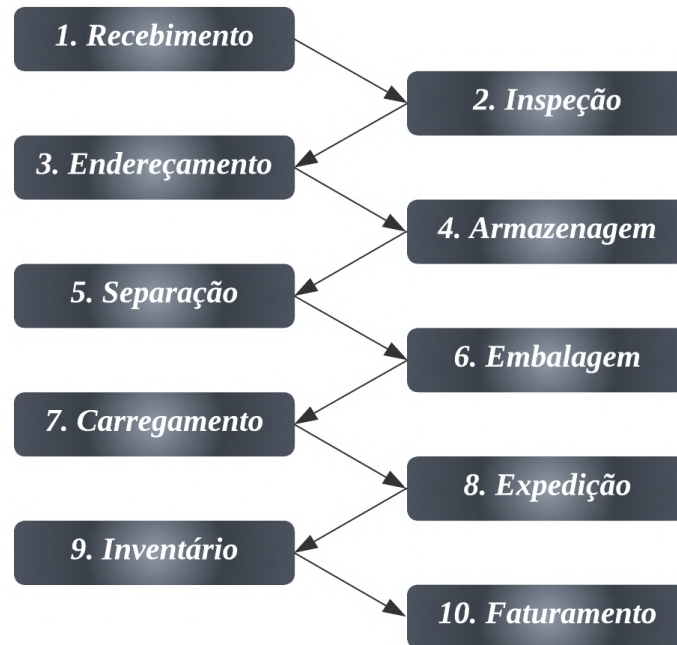 1. Recebimento
2. Inspeção
3. Endereçamento
4. Armazenagem
5. Separação
6. Embalagem
7. Carregamento
8. Expedição
9. Inventário
10. Faturamento